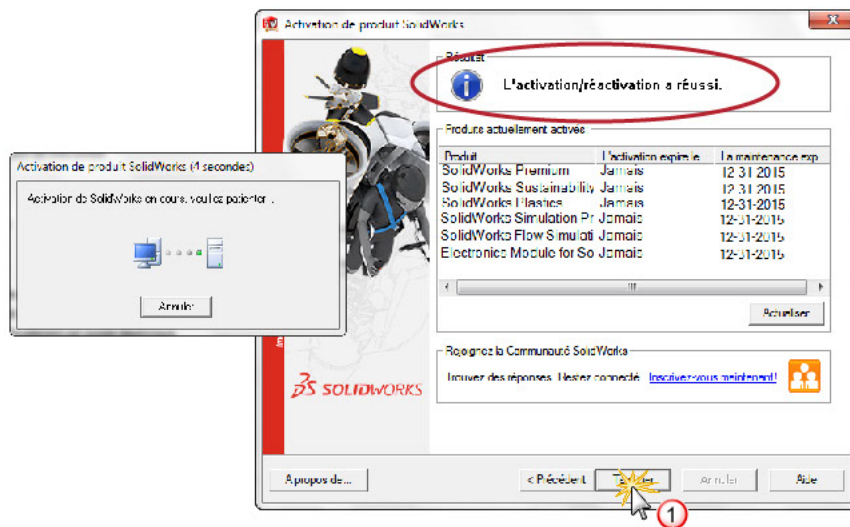 Activation de produit SolidWorks
Résultat
L'activation/réactivation a réussi.
Produits actuellement activés
Produit L'activation expire le La maintenance exp
SolidWorks Premium Jamais 12-31-2015
SolidWorks Sustainability Jamais 12-31-2015
SolidWorks Plastics Jamais 12-31-2015
SolidWorks Simulation Pr Jamais 12-31-2015
SolidWorks Flow Simulati Jamais 12-31-2015
Electronics Module for So Jamais 12-31-2015
Actualiser
Rejoignez la Communauté SolidWorks
Trouvez des réponses. Restez connecté. Inscrivez-vous maintenant!
SOLIDWORKS
A propos de... < Précédent Annuler Aide
1
Activation de produit SolidWorks (4 secondes)
Activation de SolidWorks en cours, veuillez patienter...
Annuler